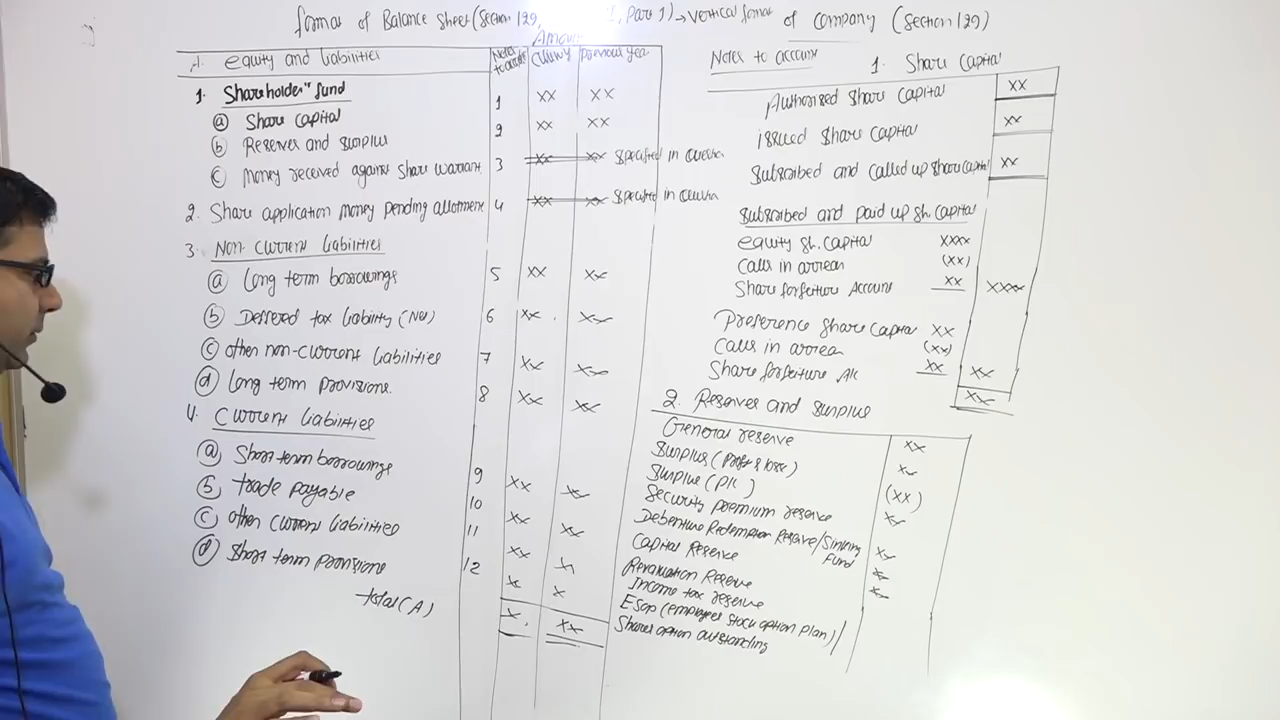 format of Balance Sheet (Section 129, 1, Part 1) → Vertical format of company (Section 129)
Amount
equity and liabilities Notes to account Current Previous year
1. Shareholder" fund
ⓐ Share capital 1 XX XX
ⓑ Reserves and Surplus 2 XX XX
ⓒ Money received against share warrant 3 XX XX Specified in Question
2. Share application money pending allotment 4 XX XX Specified in Question
3. Non-current liabilities
ⓐ long term borrowings 5 XX XX
ⓑ Deffered tax liability (Net) 6 XX XX
ⓒ other non-current liabilities 7 XX XX
ⓓ long term provisions. 8 XX XX
4. Current liabilities
ⓐ Short term borrowings 9 XX XX
ⓑ trade payable 10 XX XX
ⓒ other current liabilities 11 XX X
ⓓ Short term provisions 12 X X
total (A) X XX
Notes to account
1. Share capital
Authorised share capital XX
issued share capital XX
Subscribed and called up share capital XX
Subscribed and paid up sh. capital
equity sh. capital XXXX
Calls in arrear (XX)
Share forfeiture Account XX XXXX
Preference share capital XX
Calls in arrear (XX)
Share forfeiture A/c XX XX
XX
2. Reserves and Surplus
General reserve XX
Surplus (Profit & loss) XX
Surplus (D/L) (XX)
Security premium reserve XX
Debenture Redemption Reserve/Sinking fund XX
Capital Reserve X
Revaluation Reserve X
Income tax reserve
Esop (employees stock option plan)/
Shares option outstanding